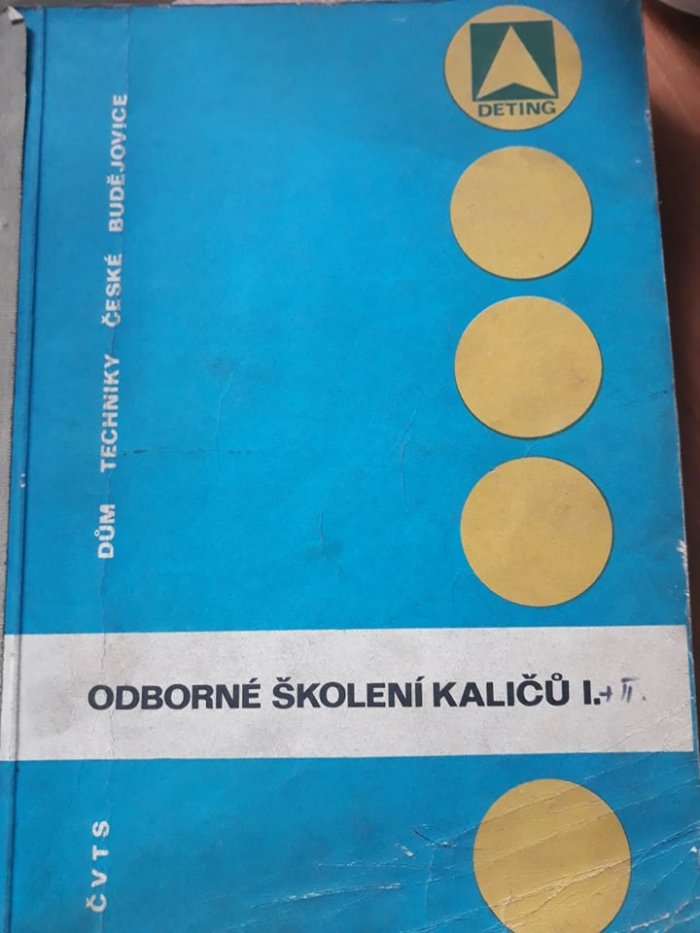 DETING
DŮM TECHNIKY ČESKÉ BUDĚJOVICE
ODBORNÉ ŠKOLENÍ KALIČŮ I.+ II.
ČVTS